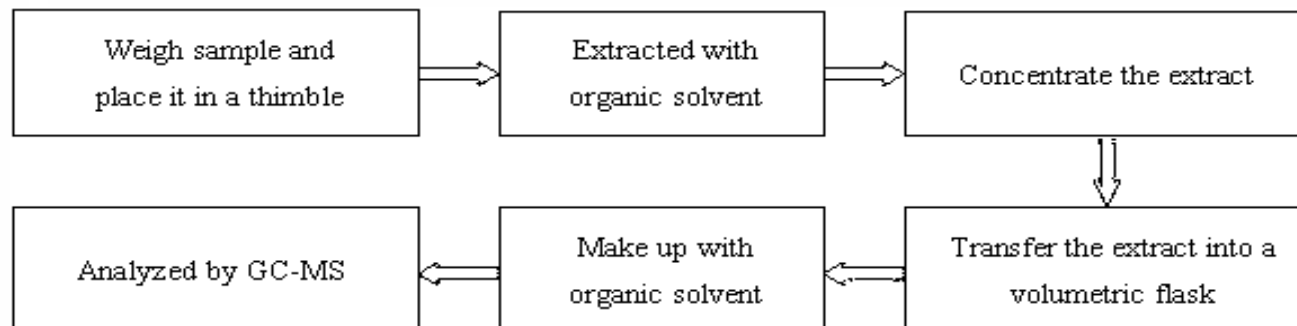 Weigh sample and
place it in a thimble
Extracted with
organic solvent
Concentrate the extract
Transfer the extract into a
volumetric flask
Make up with
organic solvent
Analyzed by GC-MS